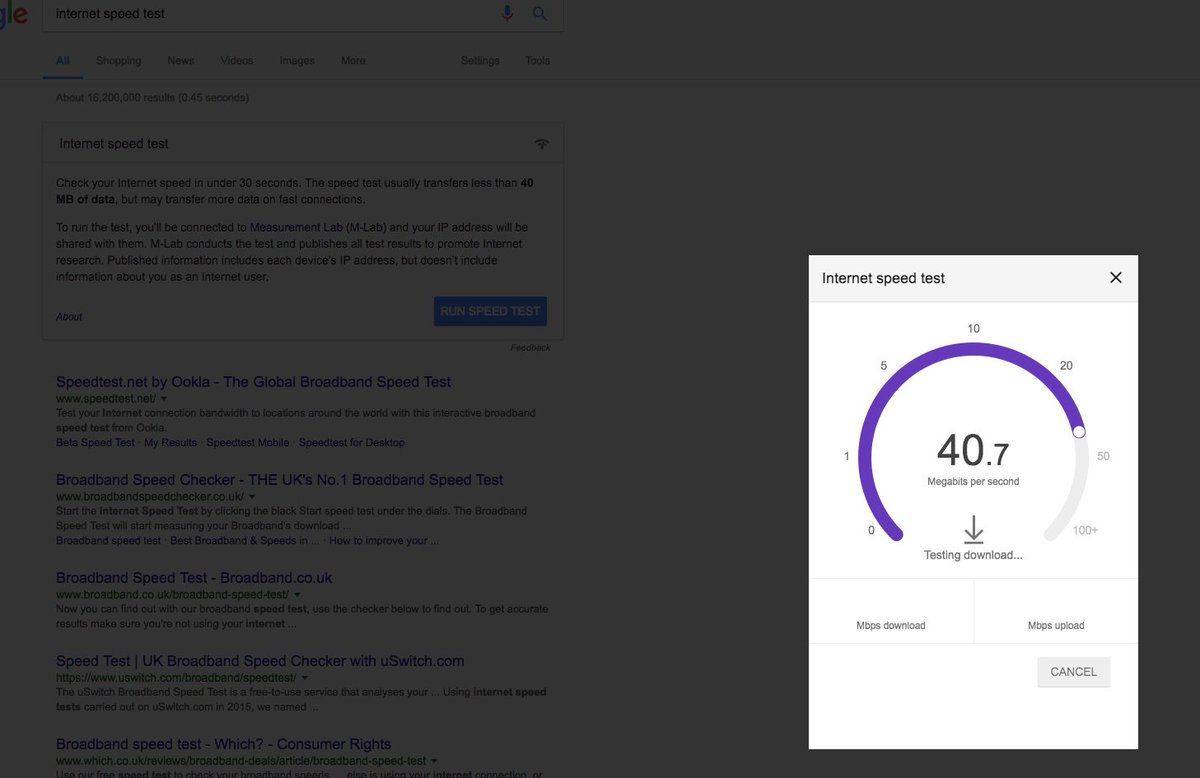 gle
internet speed test
All Shopping News Videos Images More Settings Tools
About 16,200,000 results (0.45 seconds)
Internet speed test
Check your Internet speed in under 30 seconds. The speed test usually transfers less than 40
MB of data, but may transfer more data on fast connections.
To run the test, you'll be connected to Measurement Lab (M-Lab) and your IP address will be
shared with them. M-Lab conducts the test and publishes all test results to promote Internet
research. Published information includes each device's IP address, but doesn't include
information about you as an Internet user.
About
RUN SPEED TEST
Feedback
Speedtest.net by Ookla - The Global Broadband Speed Test
www.speedtest.net/
Test your Internet connection bandwidth to locations around the world with this interactive broadband
speed test from Ookla.
Beta Speed Test · My Results · Speedtest Mobile · Speedtest for Desktop
Broadband Speed Checker - THE UK's No.1 Broadband Speed Test
www.broadbandspeedchecker.co.uk/
Start the Internet Speed Test by clicking the black Start speed test under the dials. The Broadband
Speed Test will start measuring your Broadband's download ...
Broadband speed test · Best Broadband & Speeds in ... · How to improve your ...
Broadband Speed Test - Broadband.co.uk
www.broadband.co.uk/broadband-speed-test/
Now you can find out with our broadband speed test, use the checker below to find out. To get accurate
results make sure you're not using your internet ...
Speed Test | UK Broadband Speed Checker with uSwitch.com
https://www.uswitch.com/broadband/speedtest/
The uSwitch Broadband Speed Test is a free-to-use service that analyses your ... Using internet speed
tests carried out on uSwitch.com in 2015, we named ...
Broadband speed test - Which? - Consumer Rights
www.which.co.uk/reviews/broadband-deals/article/broadband-speed-test
Use our free speed test to check your broadband speeds. ... else is using your internet connection, or
Internet speed test
10
5
20
1
50
0
100+
40.7
Megabits per second
Testing download...
Mbps download
Mbps upload
CANCEL